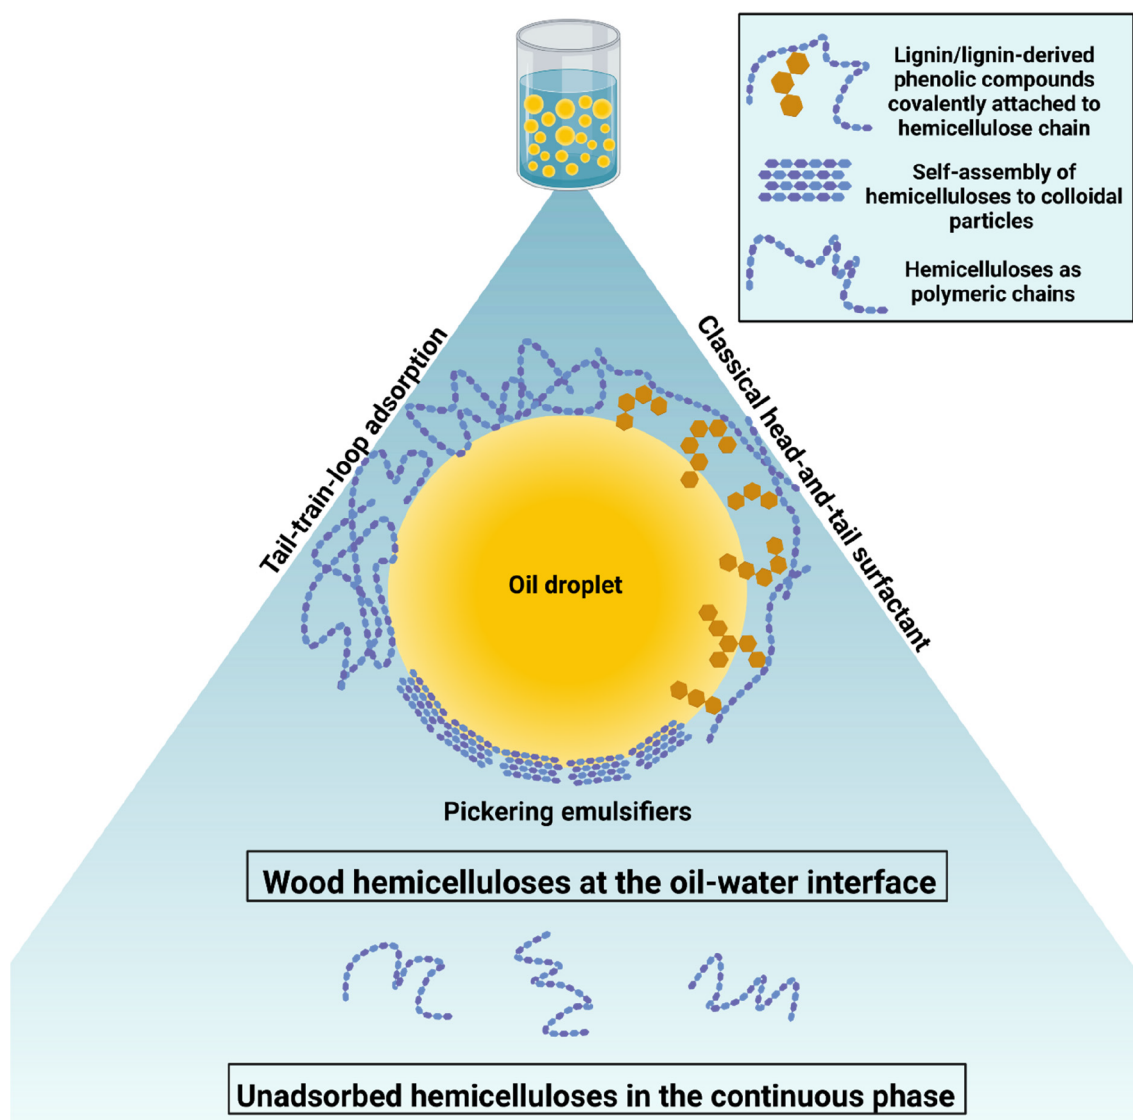 Lignin/lignin-derived
phenolic compounds
covalently attached to
hemicellulose chain
Self-assembly of
hemicelluloses to colloidal
particles
Hemicelluloses as
polymeric chains
Tail-train-loop adsorption
Classical head-and-tail surfactant
Oil droplet
Pickering emulsifiers
Wood hemicelluloses at the oil-water interface
Unadsorbed hemicelluloses in the continuous phase